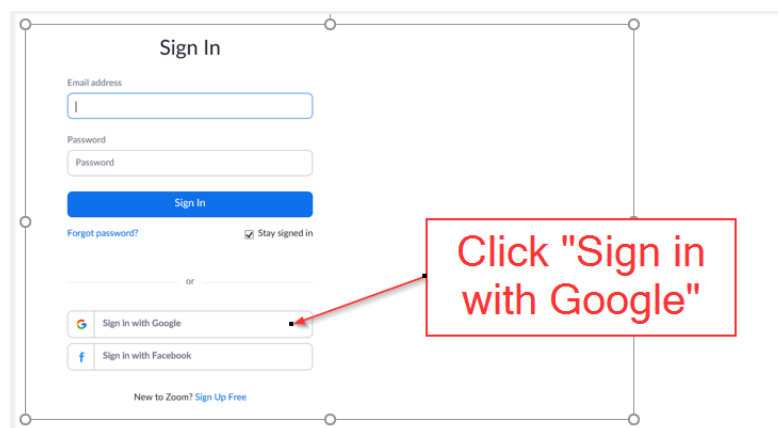 Sign In
Email address
Password
Password
Sign In
Forgot password?
Stay signed in
or
Sign in with Google
Sign in with Facebook
New to Zoom? Sign Up Free
Click "Sign in
with Google"